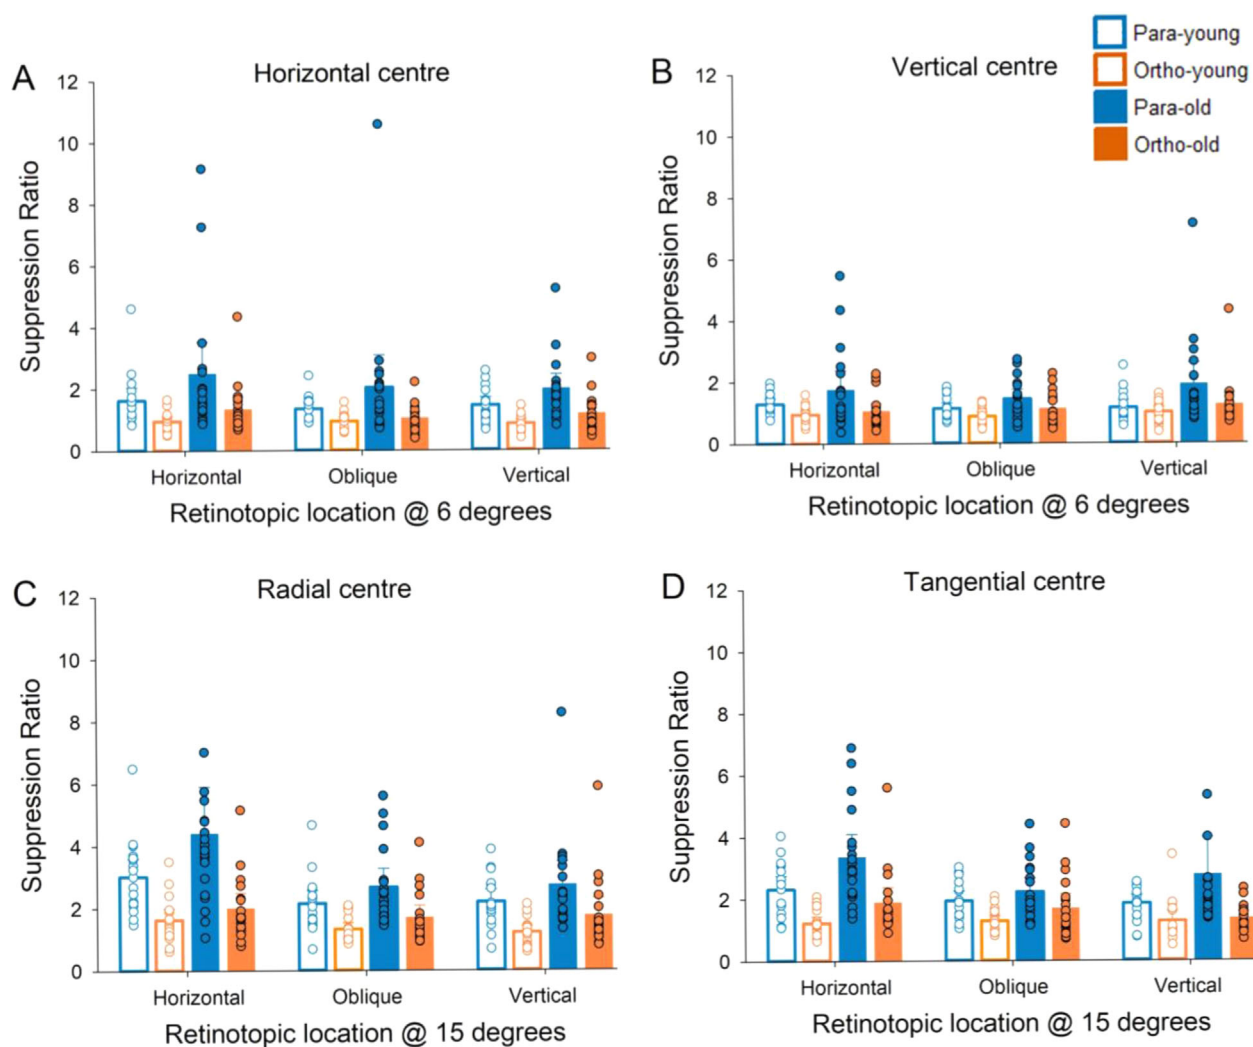 A
Horizontal centre
Suppression Ratio
12
10
8
6
4
2
0
Horizontal
Oblique
Vertical
Retinotopic location @ 6 degrees
B
Vertical centre
Para-young
Ortho-young
Para-old
Ortho-old
Suppression Ratio
12
10
8
6
4
2
0
Horizontal
Oblique
Vertical
Retinotopic location @ 6 degrees
C
Radial centre
Suppression Ratio
12
10
8
6
4
2
0
Horizontal
Oblique
Vertical
Retinotopic location @ 15 degrees
D
Tangential centre
Suppression Ratio
12
10
8
6
4
2
0
Horizontal
Oblique
Vertical
Retinotopic location @ 15 degrees